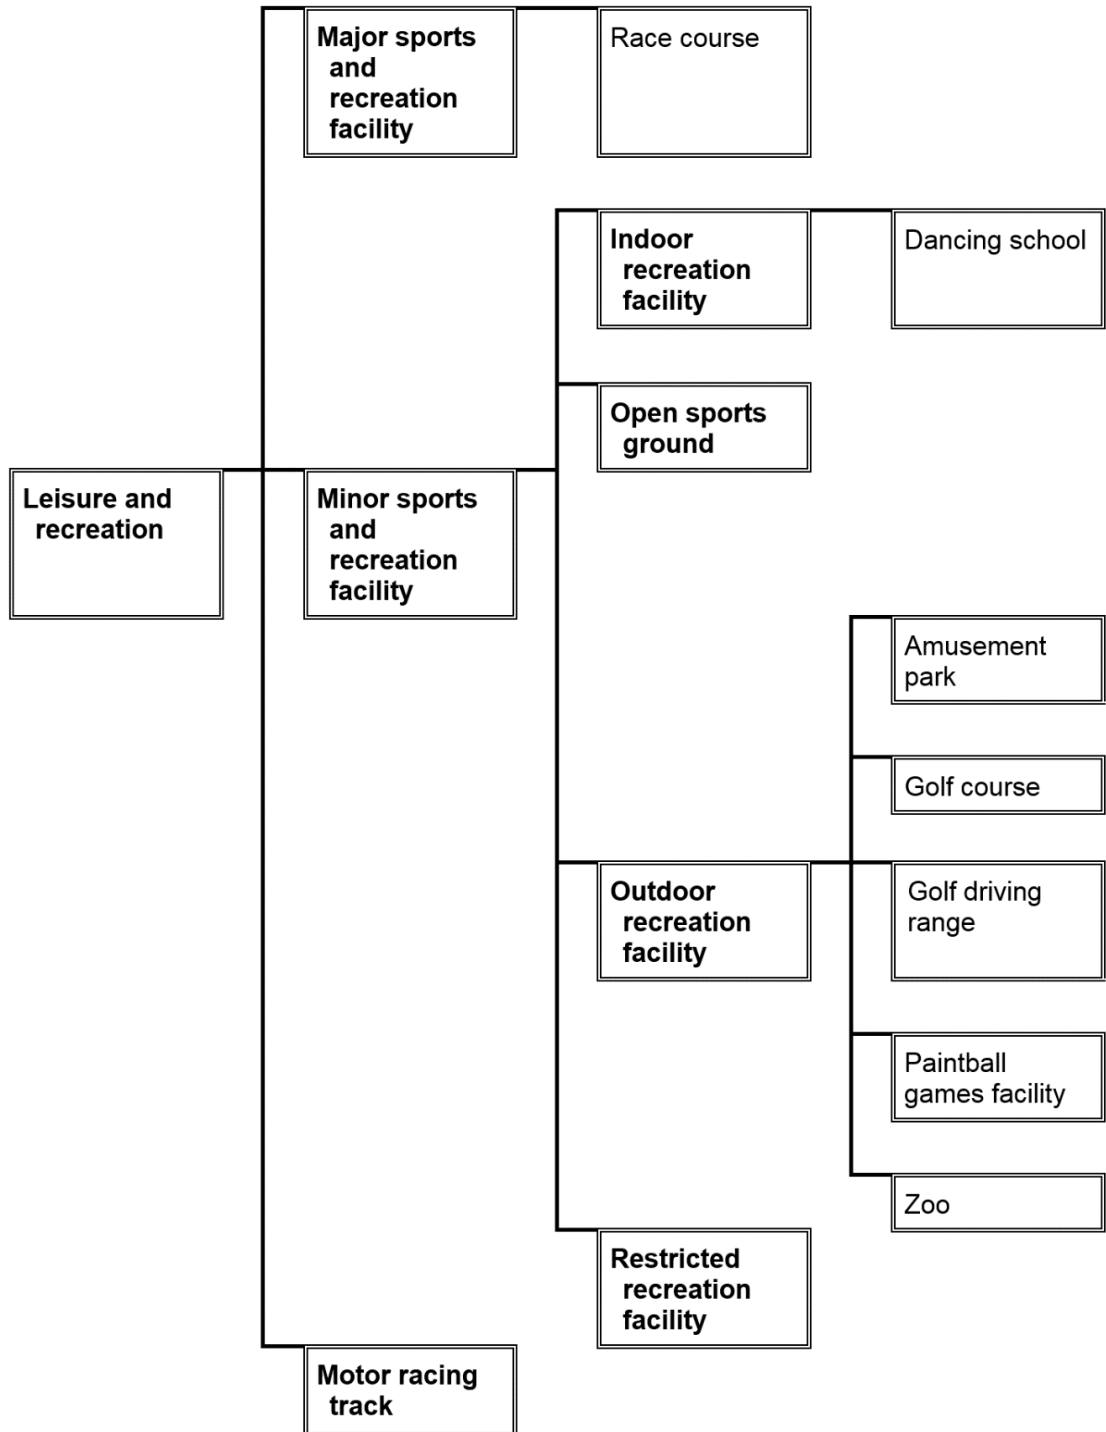 Major sports
and
recreation
facility
Race course
Indoor
recreation
facility
Dancing school
Open sports
ground
Leisure and
recreation
Minor sports
and
recreation
facility
Amusement
park
Golf course
Outdoor
recreation
facility
Golf driving
range
Paintball
games facility
Zoo
Restricted
recreation
facility
Motor racing
track